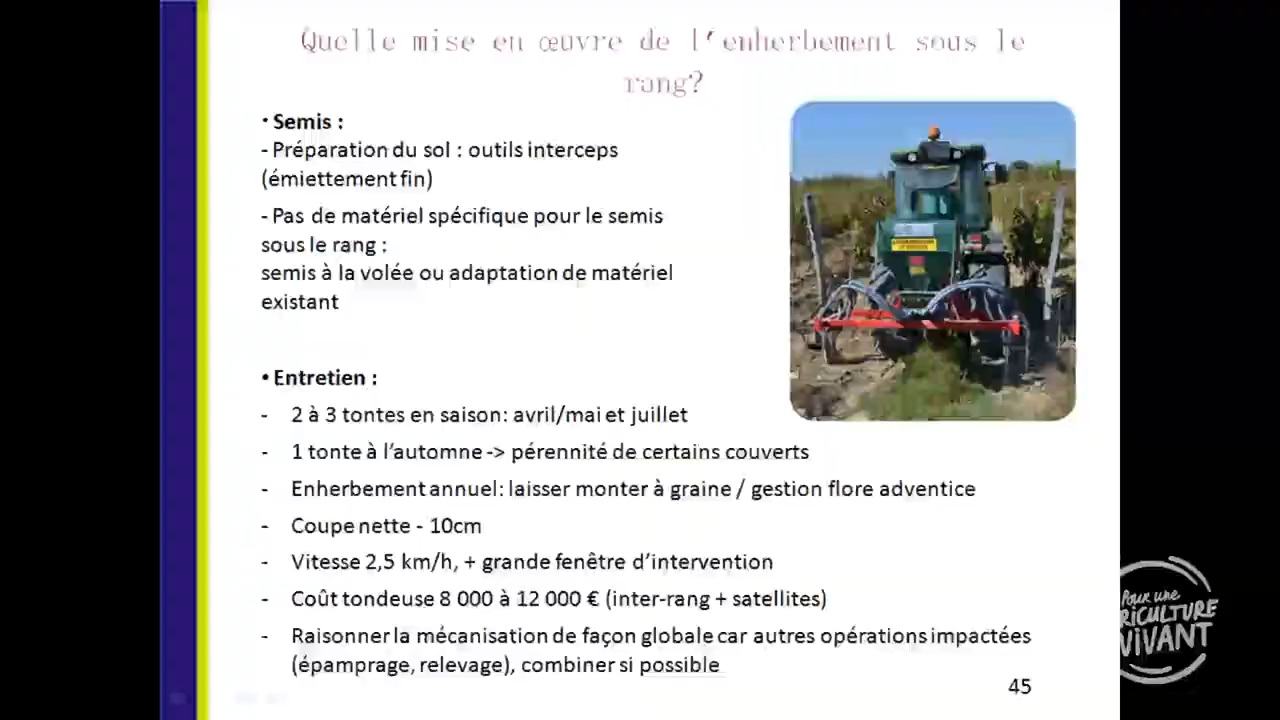 Quelle mise en œuvre de l'enherbement sous le
rang?
• Semis :
- Préparation du sol : outils interceps
(émiettement fin)
- Pas de matériel spécifique pour le semis
sous le rang :
semis à la volée ou adaptation de matériel
existant
• Entretien :
- 2 à 3 tontes en saison: avril/mai et juillet
- 1 tonte à l'automne -> pérennité de certains couverts
- Enherbement annuel: laisser monter à graine / gestion flore adventice
- Coupe nette - 10cm
- Vitesse 2,5 km/h, + grande fenêtre d'intervention
- Coût tondeuse 8 000 à 12 000 € (inter-rang + satellites)
- Raisonner la mécanisation de façon globale car autres opérations impactées
(épamprage, relevage), combiner si possible
45
Pour une
RICULTURE
VIVANT